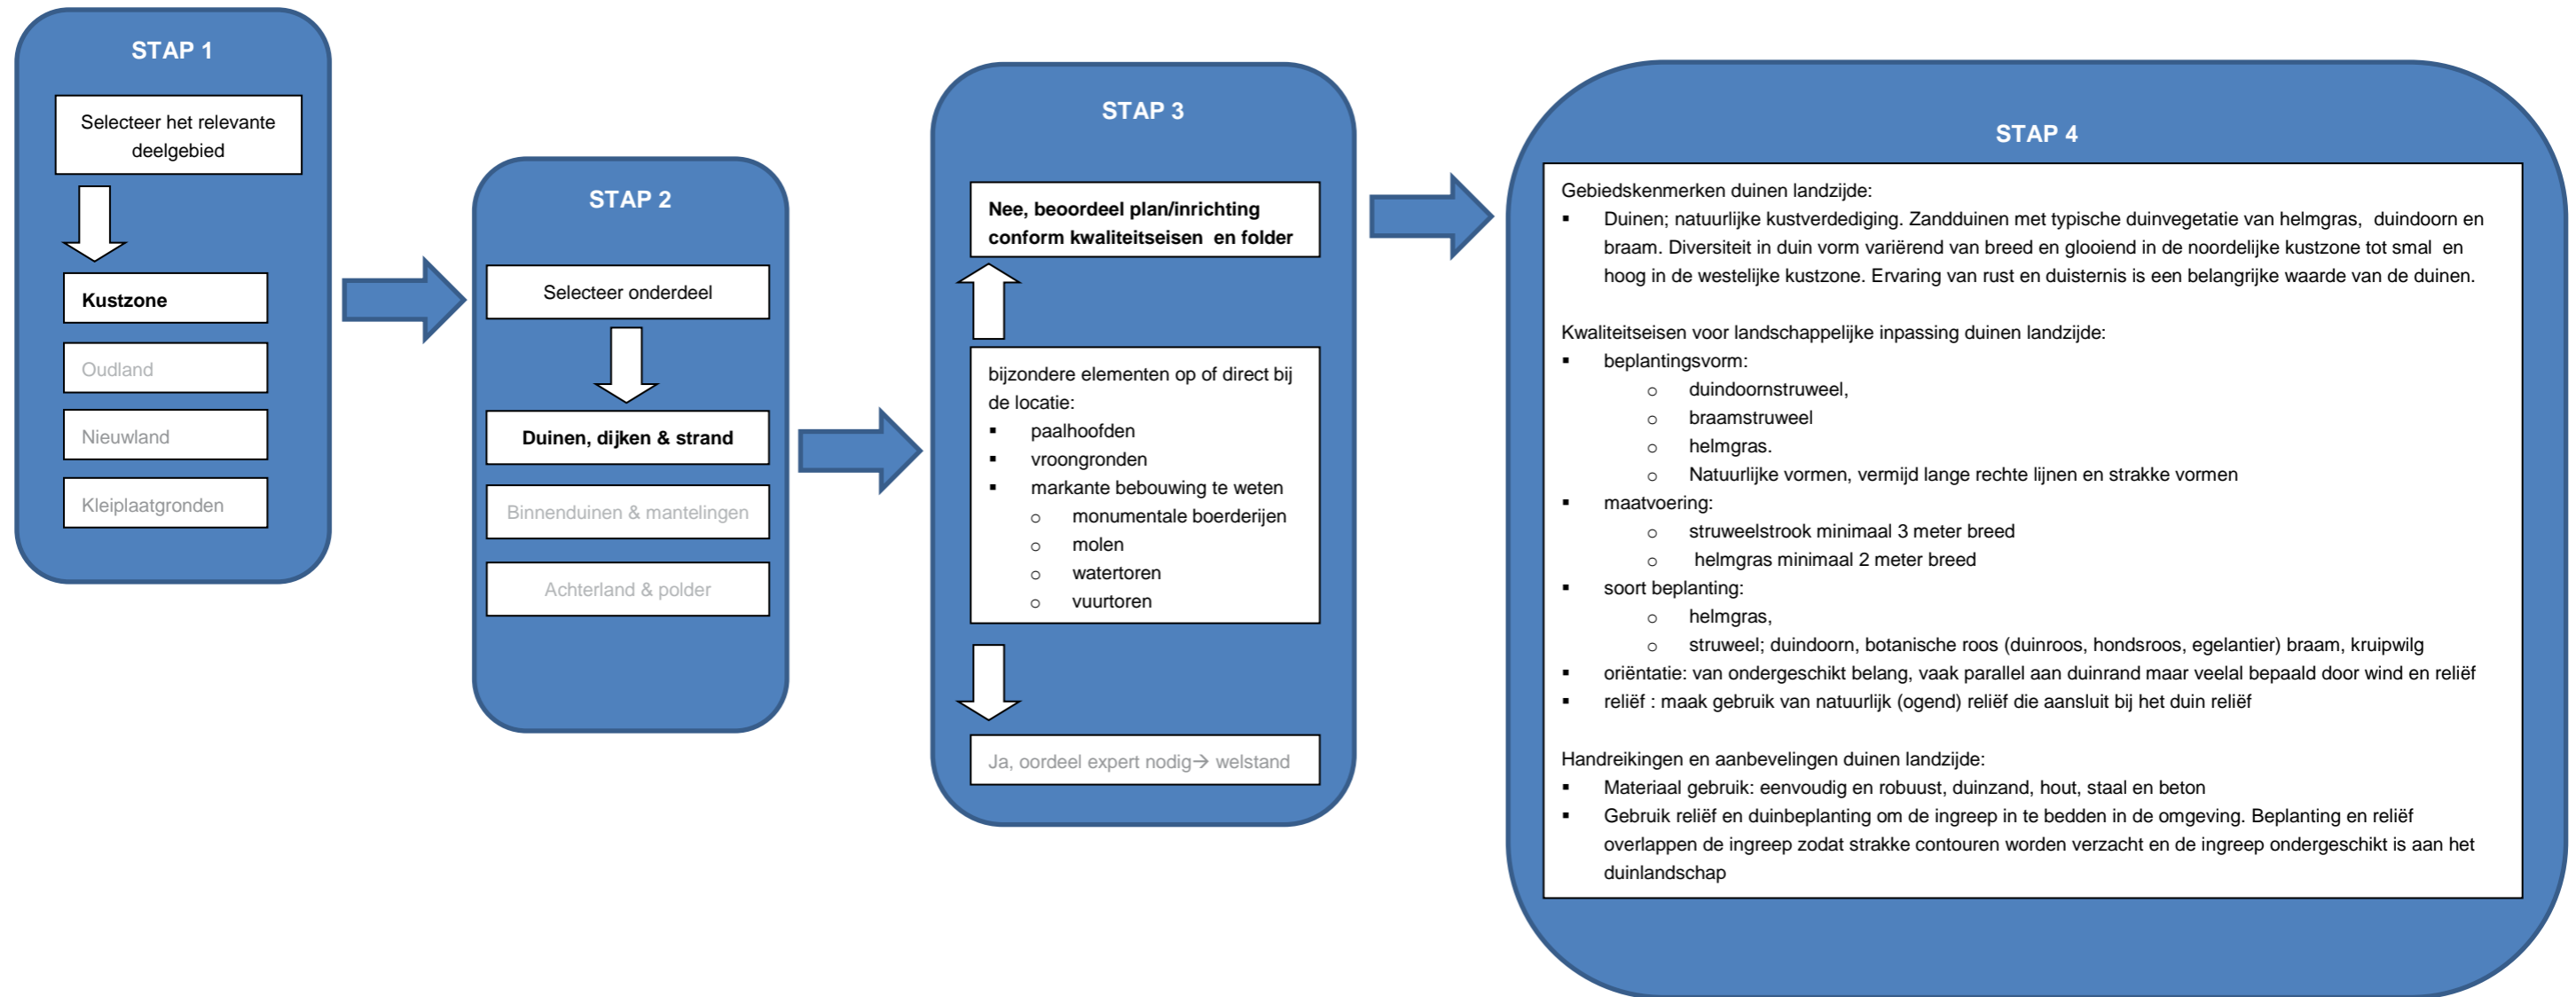 STAP 1
Selecteer het relevante
deelgebied
Kustzone
Oudland
Nieuwland
Kleiplaatgronden
STAP 2
Selecteer onderdeel
Duinen, dijken & strand
Binnenduinen & mantelingen
Achterland & polder
STAP 3
Nee, beoordeel plan/inrichting
conform kwaliteitseisen en folder
bijzondere elementen op of direct bij
de locatie:
▪ paalhoofden
▪ vroongronden
▪ markante bebouwing te weten
o monumentale boerderijen
o molen
o watertoren
o vuurtoren
Ja, oordeel expert nodig→ welstand
STAP 4
Gebiedskenmerken duinen landzijde:
▪ Duinen; natuurlijke kustverdediging. Zandduinen met typische duinvegetatie van helmgras, duindoorn en
braam. Diversiteit in duin vorm variërend van breed en glooiend in de noordelijke kustzone tot smal en
hoog in de westelijke kustzone. Ervaring van rust en duisternis is een belangrijke waarde van de duinen.
Kwaliteitseisen voor landschappelijke inpassing duinen landzijde:
▪ beplantingsvorm:
o duindoornstruweel,
o braamstruweel
o helmgras.
o Natuurlijke vormen, vermijd lange rechte lijnen en strakke vormen
▪ maatvoering:
o struweelstrook minimaal 3 meter breed
o helmgras minimaal 2 meter breed
▪ soort beplanting:
o helmgras,
o struweel; duindoorn, botanische roos (duinroos, hondsroos, egelantier) braam, kruipwilg
▪ oriëntatie: van ondergeschikt belang, vaak parallel aan duinrand maar veelal bepaald door wind en reliëf
▪ reliëf : maak gebruik van natuurlijk (ogend) reliëf die aansluit bij het duin reliëf
Handreikingen en aanbevelingen duinen landzijde:
▪ Materiaal gebruik: eenvoudig en robuust, duinzand, hout, staal en beton
▪ Gebruik reliëf en duinbeplanting om de ingreep in te bedden in de omgeving. Beplanting en reliëf
overlappen de ingreep zodat strakke contouren worden verzacht en de ingreep ondergeschikt is aan het
duinlandschap